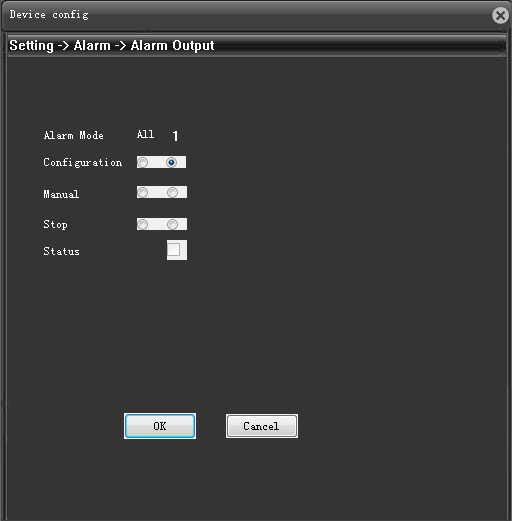 Device config
Setting -> Alarm -> Alarm Output
Alarm Mode All 1
Configuration
Manual
Stop
Status
OK Cancel